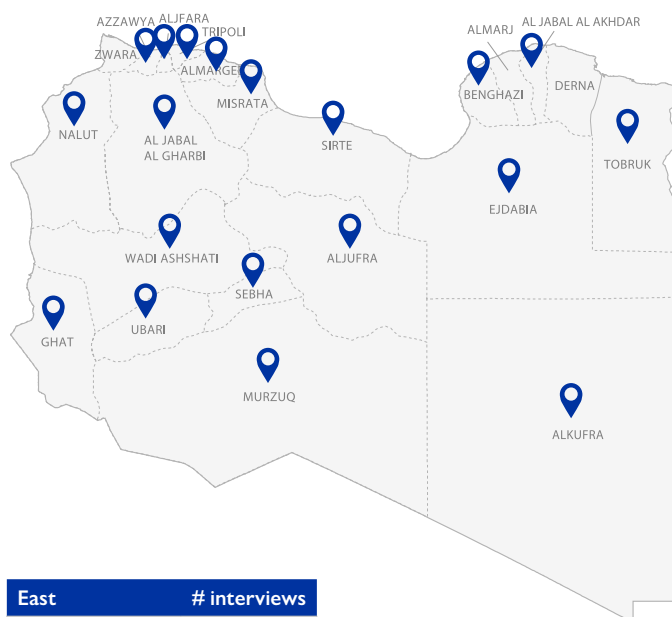 AZZAWYA
ALJFARA
TRIPOLI
ZWARA
MISRATA
NALUT
AL JABAL
AL GHARBI
SIRTE
ALMARJ
AL JABAL AL AKHDAR
BENGHAZI
DERNA
TOBRUK
EJDABIA
WADI ASHSHATI
ALJUFRA
SEBHA
UBARI
GHAT
MURZUQ
ALKUFRA
East # interviews